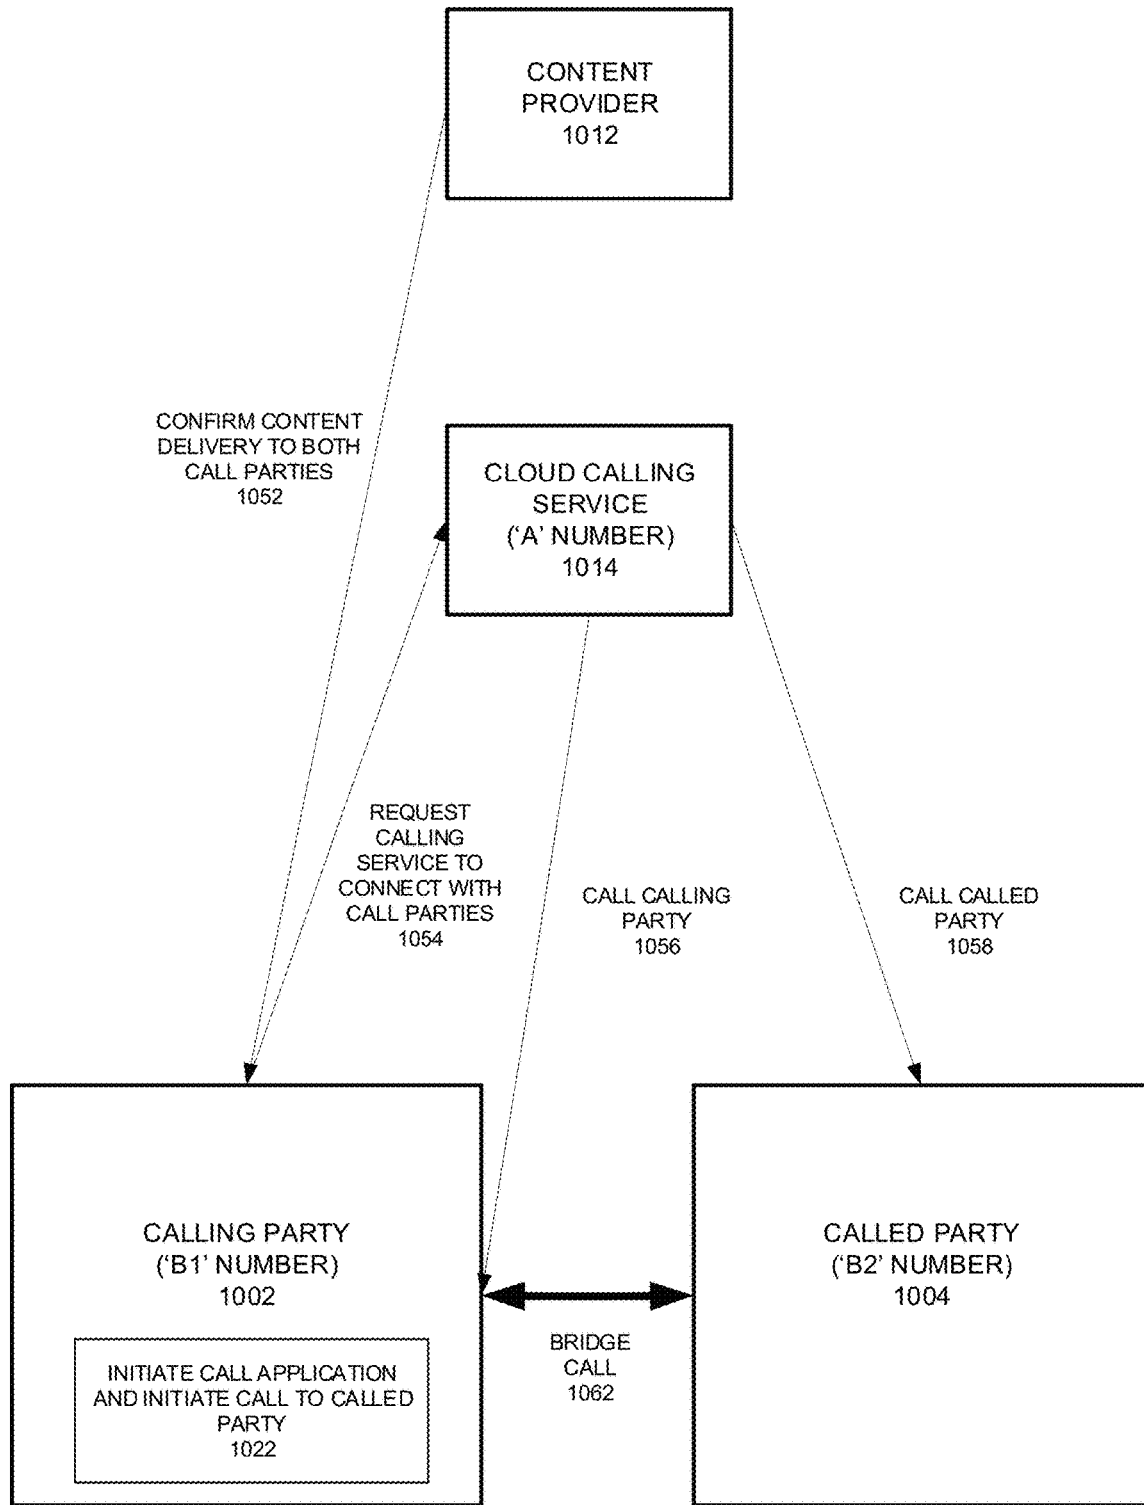 CONTENT
PROVIDER
1012
CONFIRM CONTENT
DELIVERY TO BOTH
CALL PARTIES
1052
CLOUD CALLING
SERVICE
(‘A’ NUMBER)
1014
REQUEST
CALLING
SERVICE TO
CONNECT WITH
CALL PARTIES
1054
CALL CALLING
PARTY
1056
CALL CALLED
PARTY
1058
CALLING PARTY
(‘B1’ NUMBER)
1002
INITIATE CALL APPLICATION
AND INITIATE CALL TO CALLED
PARTY
1022
BRIDGE
CALL
1062
CALLED PARTY
(‘B2’ NUMBER)
1004